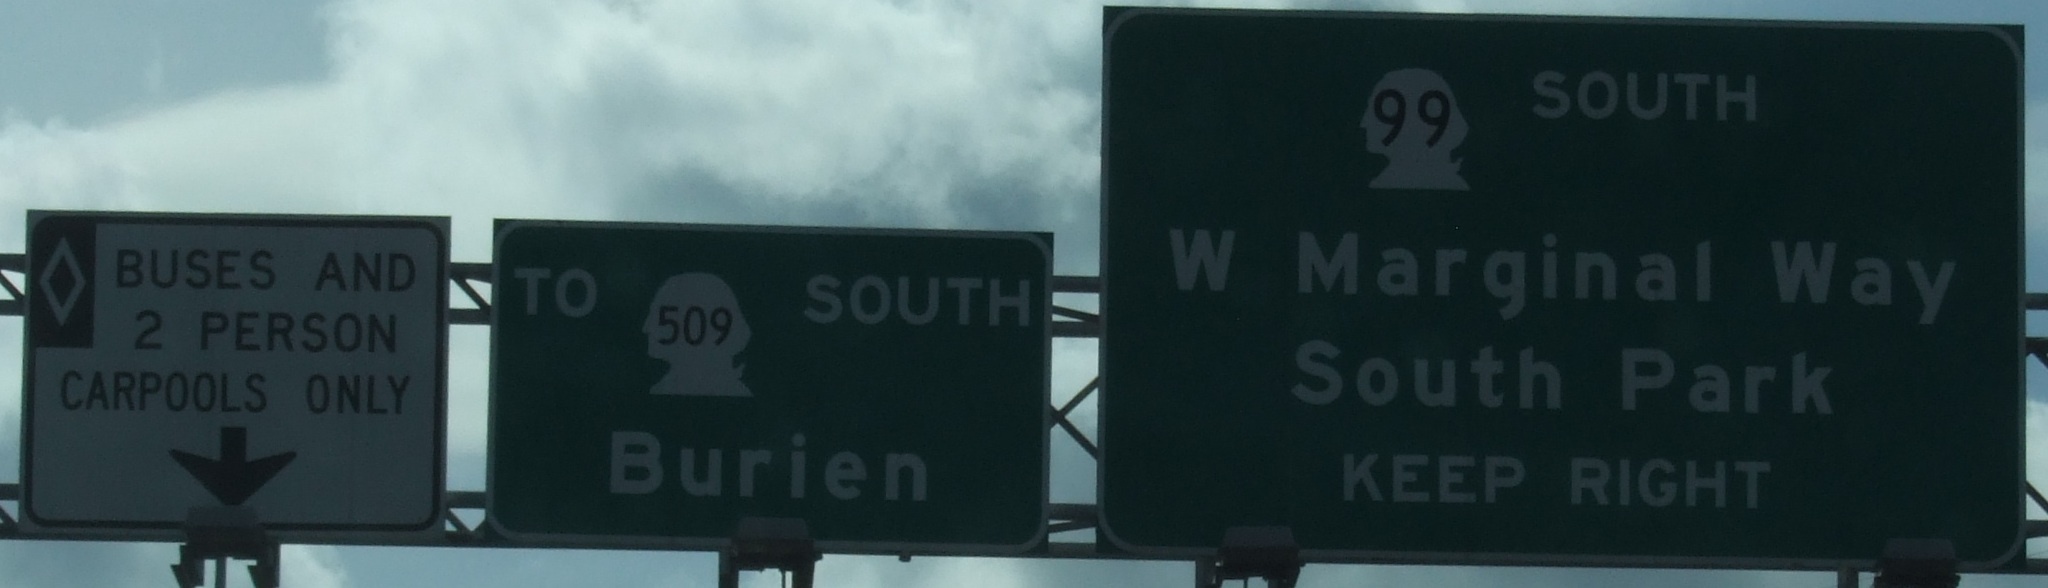 BUSES AND
2 PERSON
CARPOOLS ONLY
TO 509 SOUTH
Burien
99 SOUTH
W Marginal Way
South Park
KEEP RIGHT